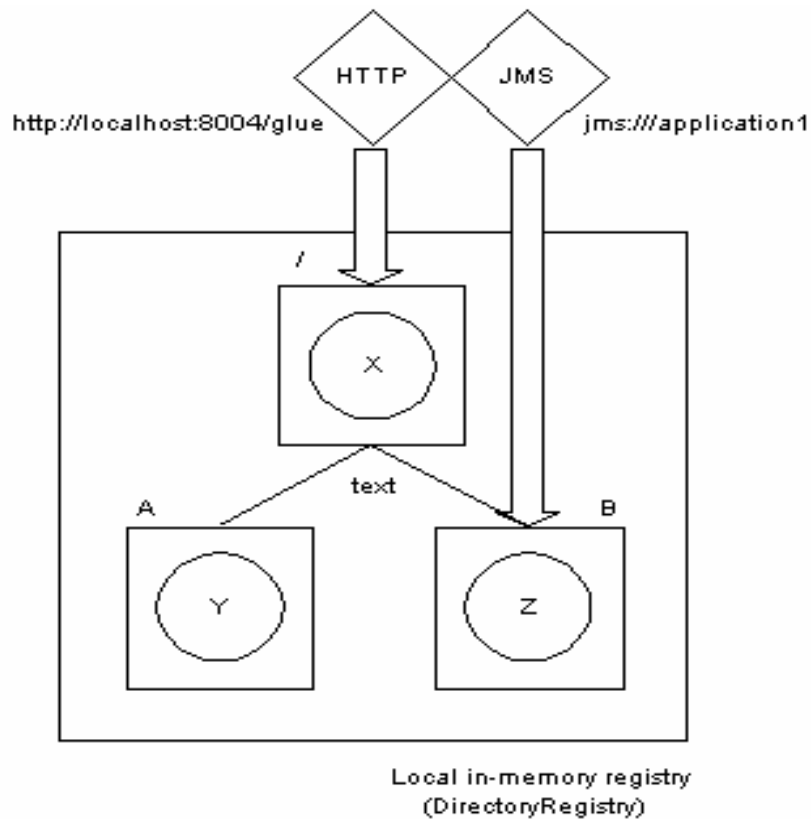 HTTP
JMS
http://localhost:8004/glue
jms:///application1
/
X
text
A
B
Y
Z
Local in-memory registry
(DirectoryRegistry)